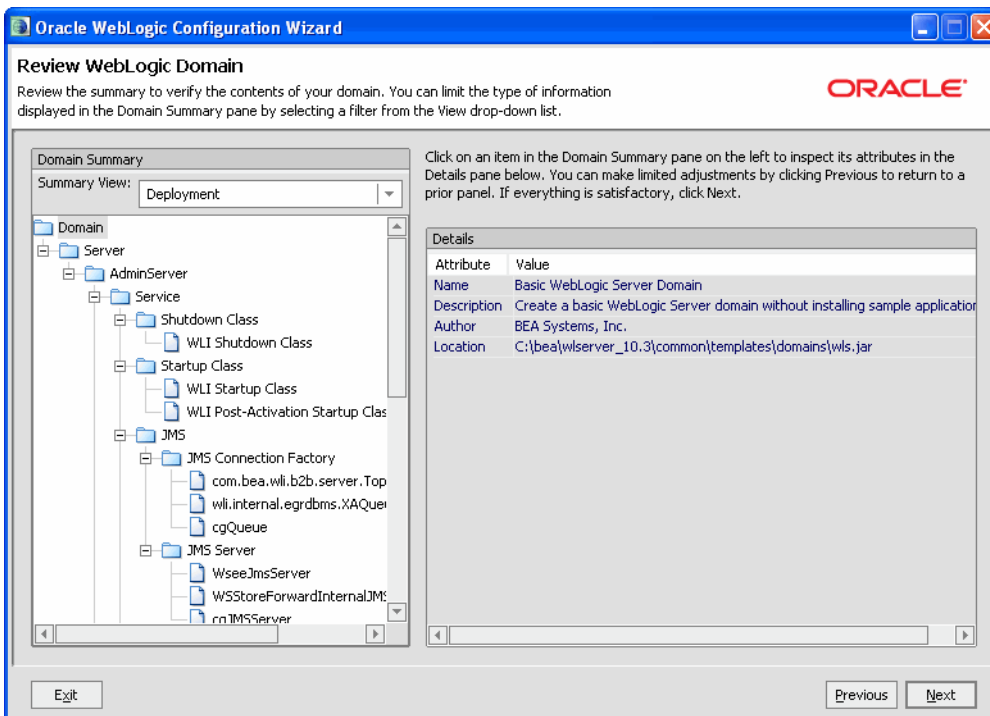 Oracle WebLogic Configuration Wizard
Review WebLogic Domain
Review the summary to verify the contents of your domain. You can limit the type of information
displayed in the Domain Summary pane by selecting a filter from the View drop-down list.
ORACLE
Domain Summary
Summary View:
Deployment
Domain
Server
AdminServer
Service
Shutdown Class
WLI Shutdown Class
Startup Class
WLI Startup Class
WLI Post-Activation Startup Clas
JMS
JMS Connection Factory
com.bea.wli.b2b.server.Top
wli.internal.egrdbms.XAQueu
cgQueue
JMS Server
WseeJmsServer
WSStoreForwardInternalJMS
cgJMSServer
Click on an item in the Domain Summary pane on the left to inspect its attributes in the
Details pane below. You can make limited adjustments by clicking Previous to return to a
prior panel. If everything is satisfactory, click Next.
Details
Attribute Value
Name Basic WebLogic Server Domain
Description Create a basic WebLogic Server domain without installing sample application
Author BEA Systems, Inc.
Location C:\bea\wlserver_10.3\common\templates\domains\wls.jar
Exit
Previous
Next